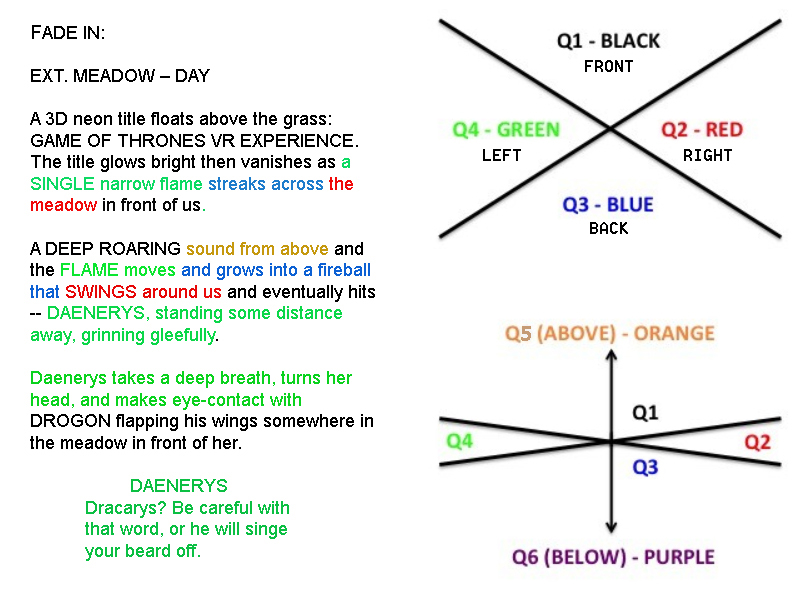 FADE IN:
EXT. MEADOW – DAY
A 3D neon title floats above the grass:
GAME OF THRONES VR EXPERIENCE.
The title glows bright then vanishes as a
SINGLE narrow flame streaks across the
meadow in front of us.
A DEEP ROARING sound from above and
the FLAME moves and grows into a fireball
that SWINGS around us and eventually hits
-- DAENERYS, standing some distance
away, grinning gleefully.
Daenerys takes a deep breath, turns her
head, and makes eye-contact with
DROGON flapping his wings somewhere in
the meadow in front of her.
DAENERYS
Dracarys? Be careful with
that word, or he will singe
your beard off.
Q1 - BLACK
FRONT
Q4 - GREEN
LEFT
Q2 - RED
RIGHT
Q3 - BLUE
BACK
Q5 (ABOVE) - ORANGE
Q1
Q4
Q2
Q3
Q6 (BELOW) - PURPLE